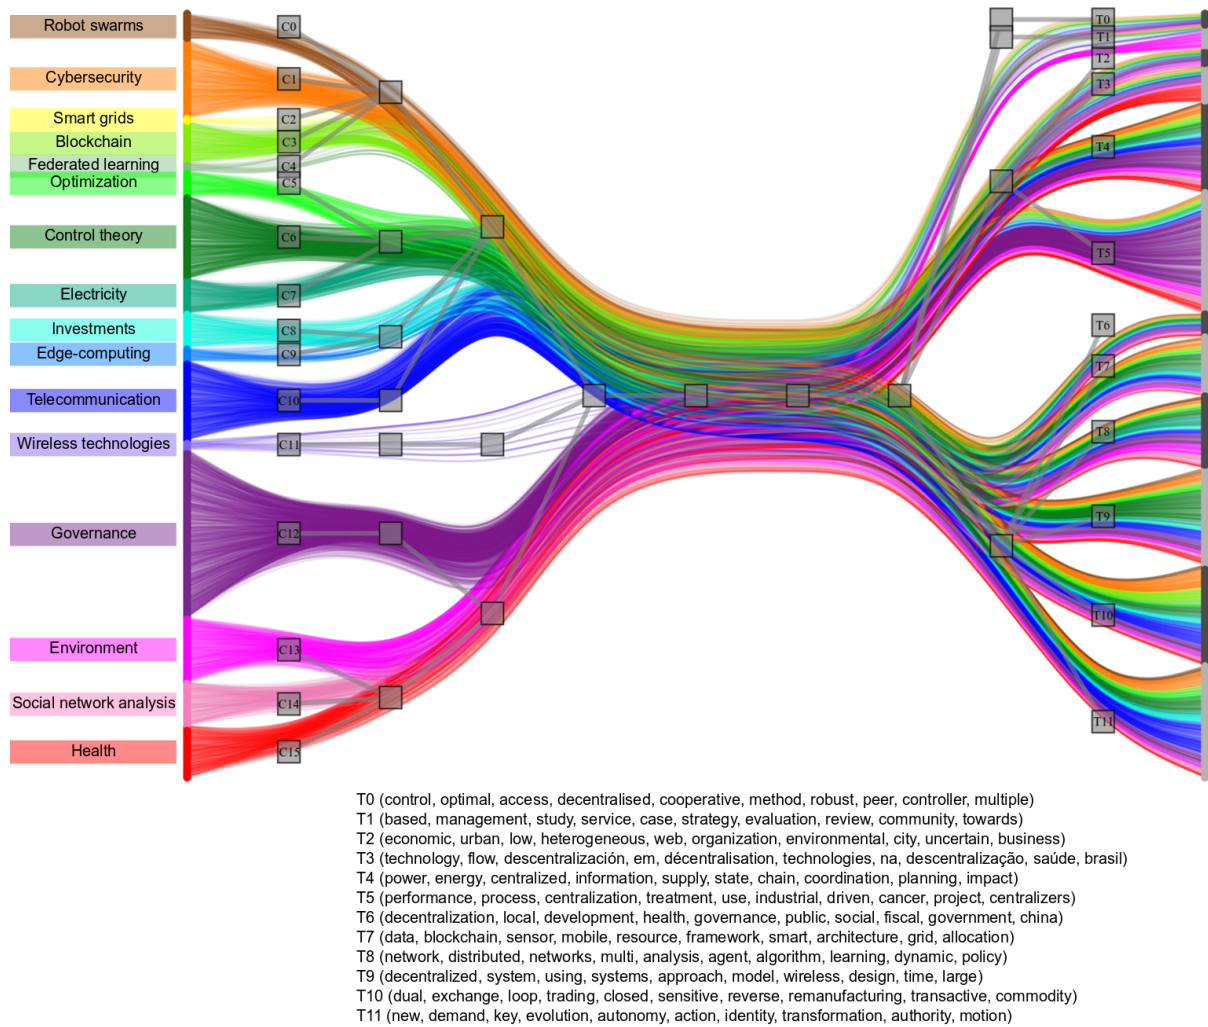 Robot swarms
C0
T0
T1
T2
Cybersecurity
C1
T3
Smart grids
C2
Blockchain
C3
T4
Federated learning
C4
Optimization
C5
Control theory
C6
T5
Electricity
C7
Investments
C8
T6
Edge-computing
C9
T7
Telecommunication
C10
T8
Wireless technologies
C11
T9
Governance
C12
T10
Environment
C13
Social network analysis
C14
T11
Health
C15
T0 (control, optimal, access, decentralised, cooperative, method, robust, peer, controller, multiple)
T1 (based, management, study, service, case, strategy, evaluation, review, community, towards)
T2 (economic, urban, low, heterogeneous, web, organization, environmental, city, uncertain, business)
T3 (technology, flow, descentralización, em, décentralisation, technologies, na, descentralização, saúde, brasil)
T4 (power, energy, centralized, information, supply, state, chain, coordination, planning, impact)
T5 (performance, process, centralization, treatment, use, industrial, driven, cancer, project, centralizers)
T6 (decentralization, local, development, health, governance, public, social, fiscal, government, china)
T7 (data, blockchain, sensor, mobile, resource, framework, smart, architecture, grid, allocation)
T8 (network, distributed, networks, multi, analysis, agent, algorithm, learning, dynamic, policy)
T9 (decentralized, system, using, systems, approach, model, wireless, design, time, large)
T10 (dual, exchange, loop, trading, closed, sensitive, reverse, remanufacturing, transactive, commodity)
T11 (new, demand, key, evolution, autonomy, action, identity, transformation, authority, motion)